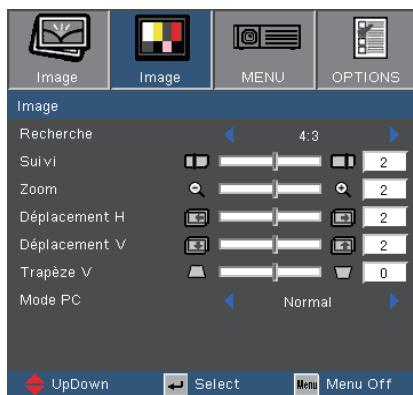 Image Image MENU OPTIONS
Image
Recherche 4:3
Suivi 2
Zoom 2
Déplacement H 2
Déplacement V 2
Trapèze V 0
Mode PC Normal
UpDown Select Menu Menu Off